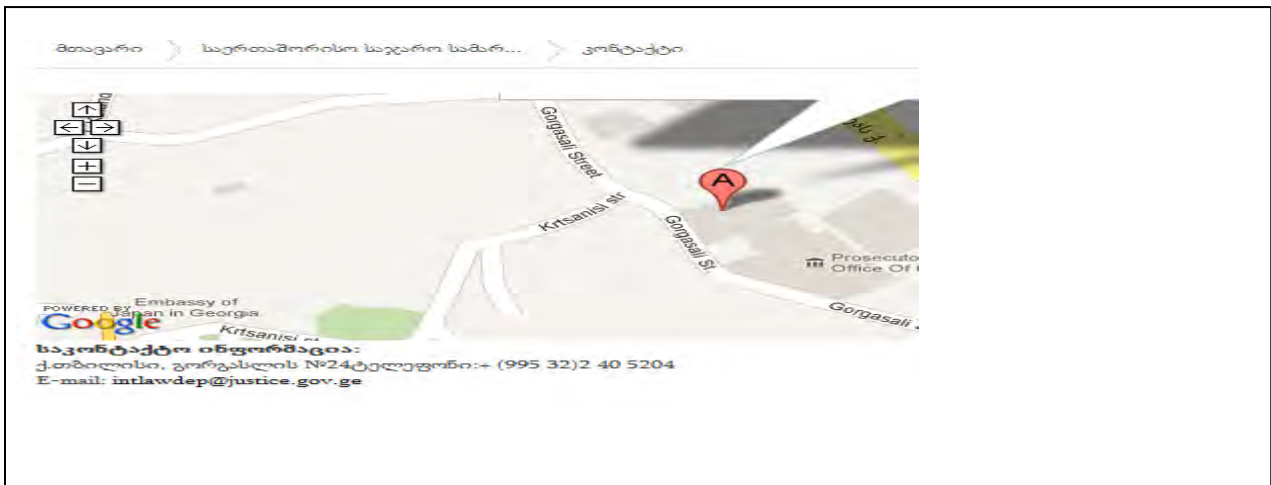 მთავარი საერთაშორისო საჯარო სამარ... კონტაქტი
Gorgasali Street
ას ქ.
A
Krtsanisi str
Gorgasali St.
Prosecuto
Office Of
Gorgasali
Embassy of
Japan in Georgia
POWERED BY
Google
Krtsanisi
საკონტაქტო ინფორმაცია:
ქ.თბილისი, გორგასლის №24ტელეფონი:+ (995 32)2 40 5204
E-mail: intlawdep@justice.gov.ge